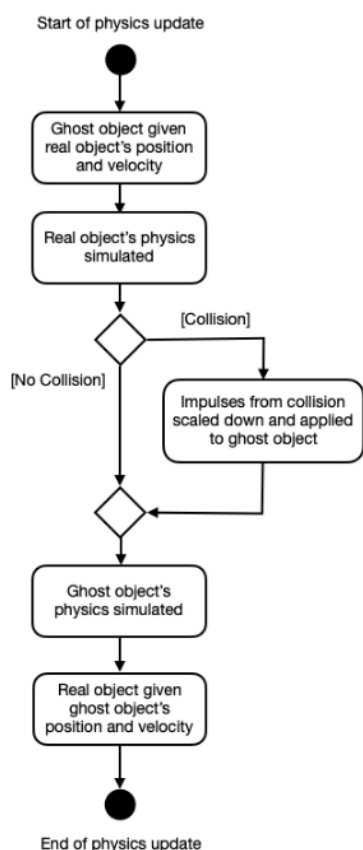 Start of physics update
Ghost object given
real object's position
and velocity
Real object's physics
simulated
[Collision]
[No Collision]
Impulses from collision
scaled down and applied
to ghost object
Ghost object's
physics simulated
Real object given
ghost object's
position and velocity
End of physics update